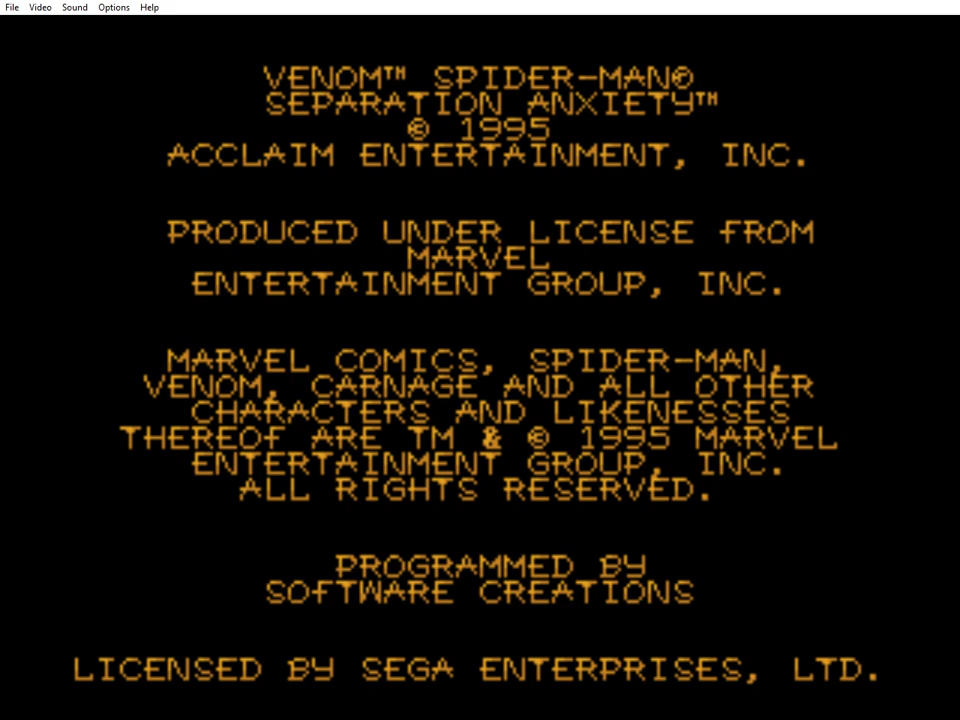 File Video Sound Options Help
VENOM™ SPIDER-MAN®
SEPARATION ANXIETY™
© 1995
ACCLAIM ENTERTAINMENT, INC.
PRODUCED UNDER LICENSE FROM
MARVEL
ENTERTAINMENT GROUP, INC.
MARVEL COMICS, SPIDER-MAN,
VENOM, CARNAGE AND ALL OTHER
CHARACTERS AND LIKENESSES
THEREOF ARE TM & © 1995 MARVEL
ENTERTAINMENT GROUP, INC.
ALL RIGHTS RESERVED.
PROGRAMMED BY
SOFTWARE CREATIONS
LICENSED BY SEGA ENTERPRISES, LTD.